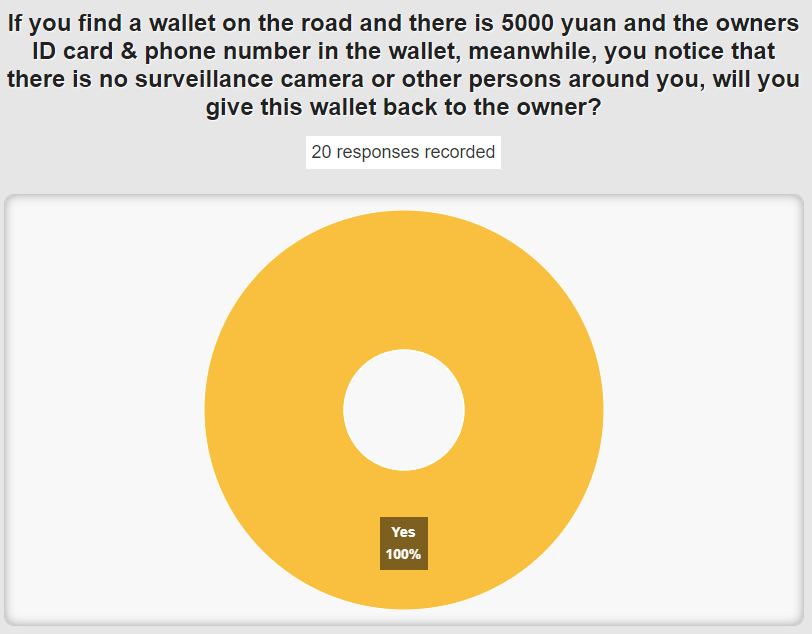 If you find a wallet on the road and there is 5000 yuan and the owners
ID card & phone number in the wallet, meanwhile, you notice that
there is no surveillance camera or other persons around you, will you
give this wallet back to the owner?
20 responses recorded
Yes
100%